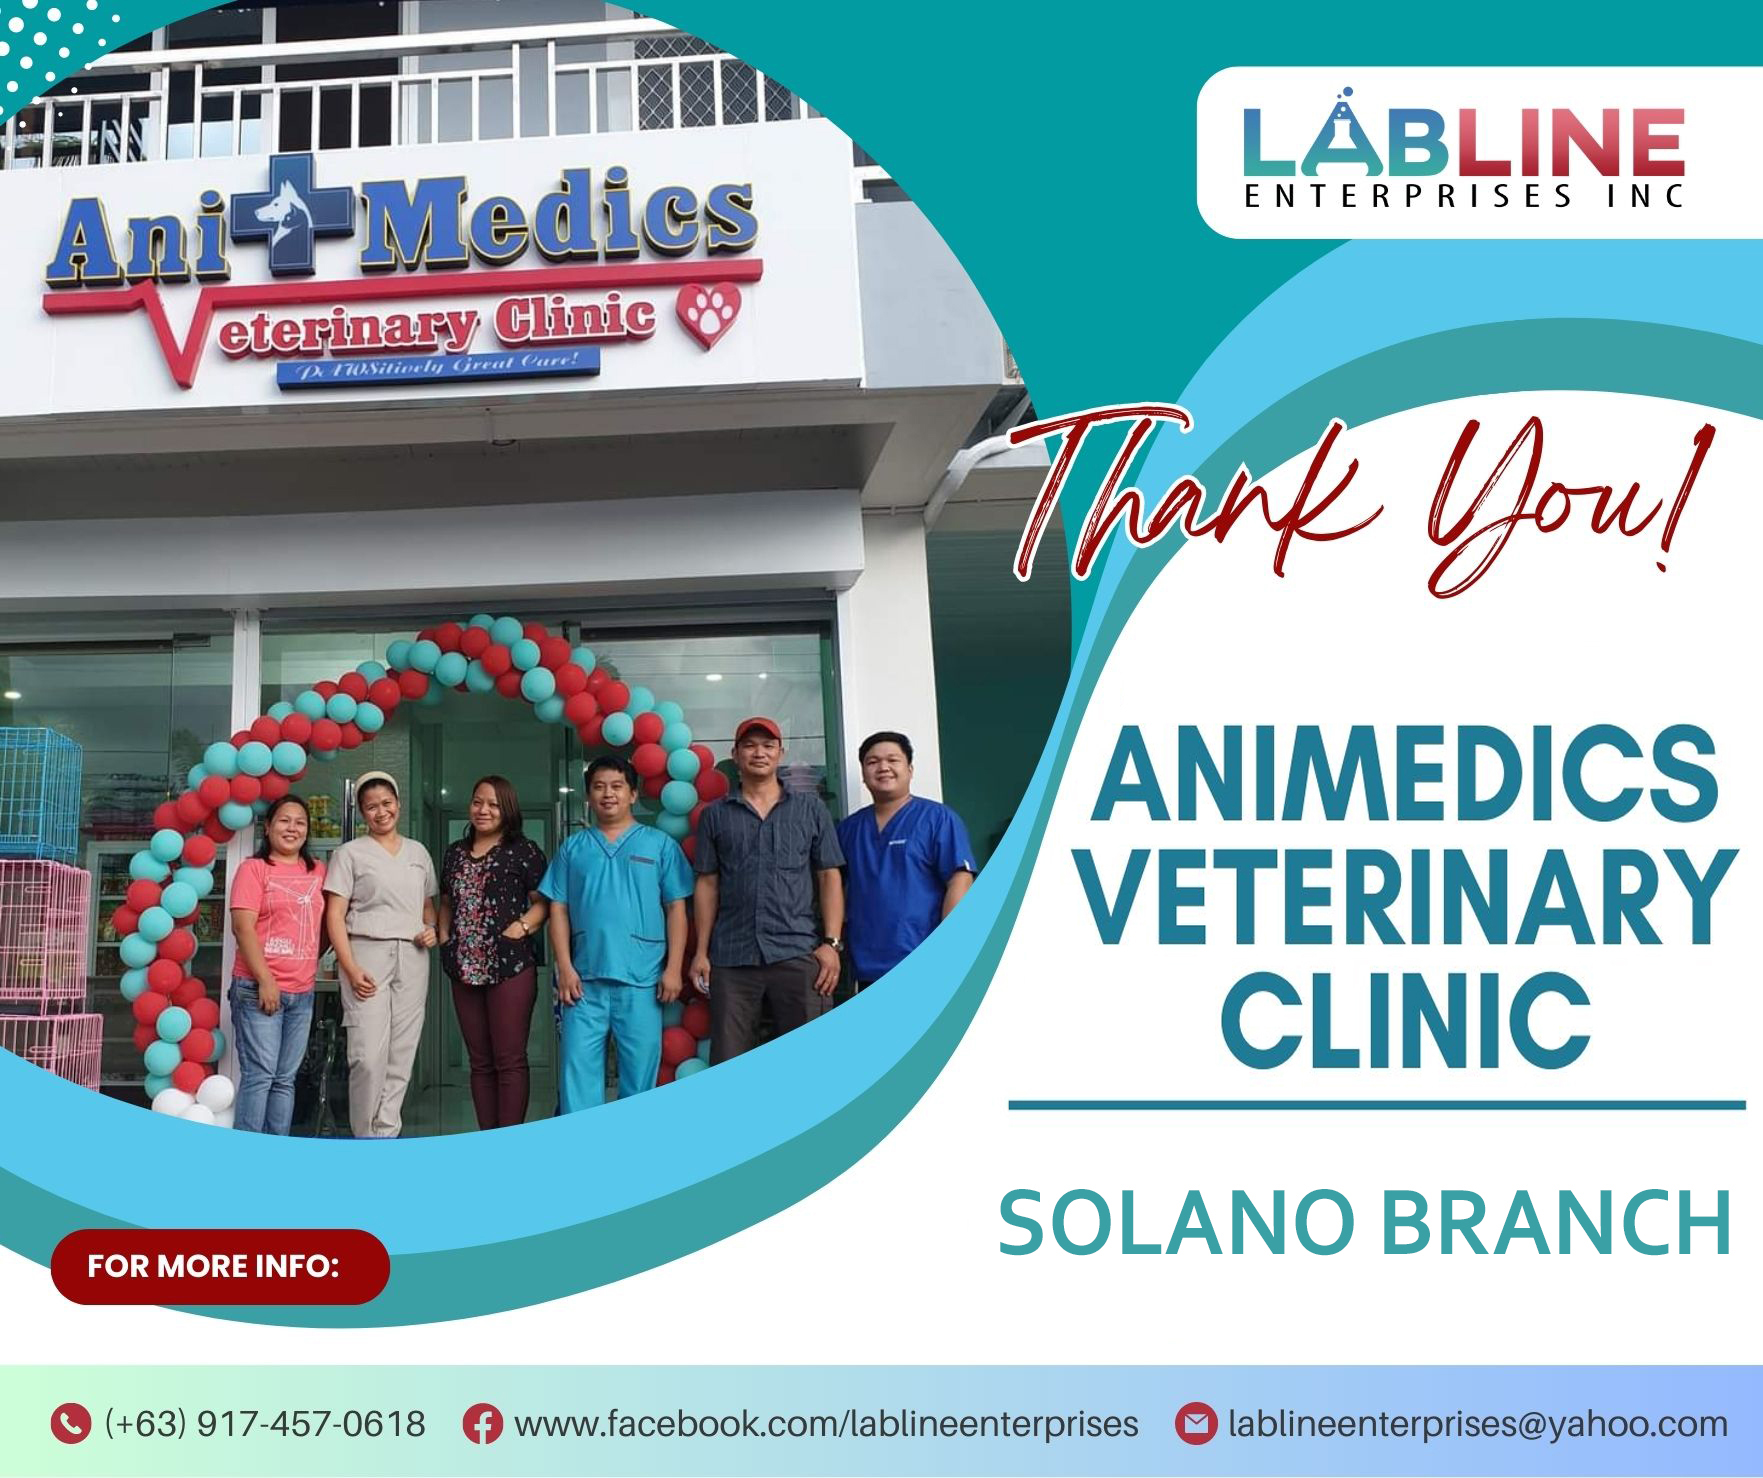 Ani Medics
Veterinary Clinic
PAWSitively Great Care!
LABLINE
ENTERPRISES INC
Thank You!
ANIMEDICS
VETERINARY
CLINIC
SOLANO BRANCH
FOR MORE INFO:
(+63) 917-457-0618 www.facebook.com/lablineenterprises lablineenterprises@yahoo.com